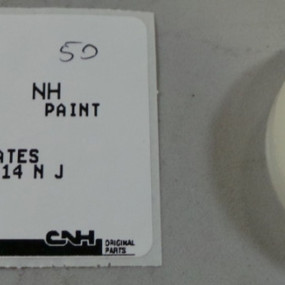 50
NH
PAINT
ATES
14 N J
CNH ORIGINAL
PARTS